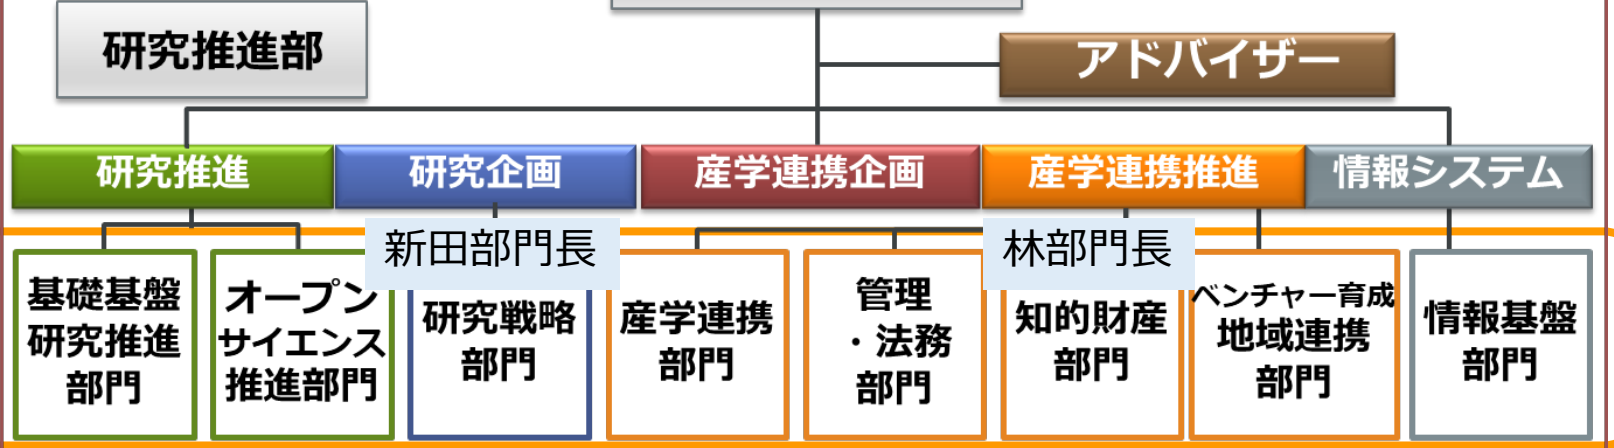 研究推進部
アドバイザー
研究推進
研究企画
産学連携企画
産学連携推進
情報システム
新田部門長
林部門長
基礎基盤
研究推進
部門
オープン
サイエンス
推進部門
研究戦略
部門
産学連携
部門
管理
・法務
部門
知的財産
部門
ベンチャー育成
地域連携
部門
情報基盤
部門